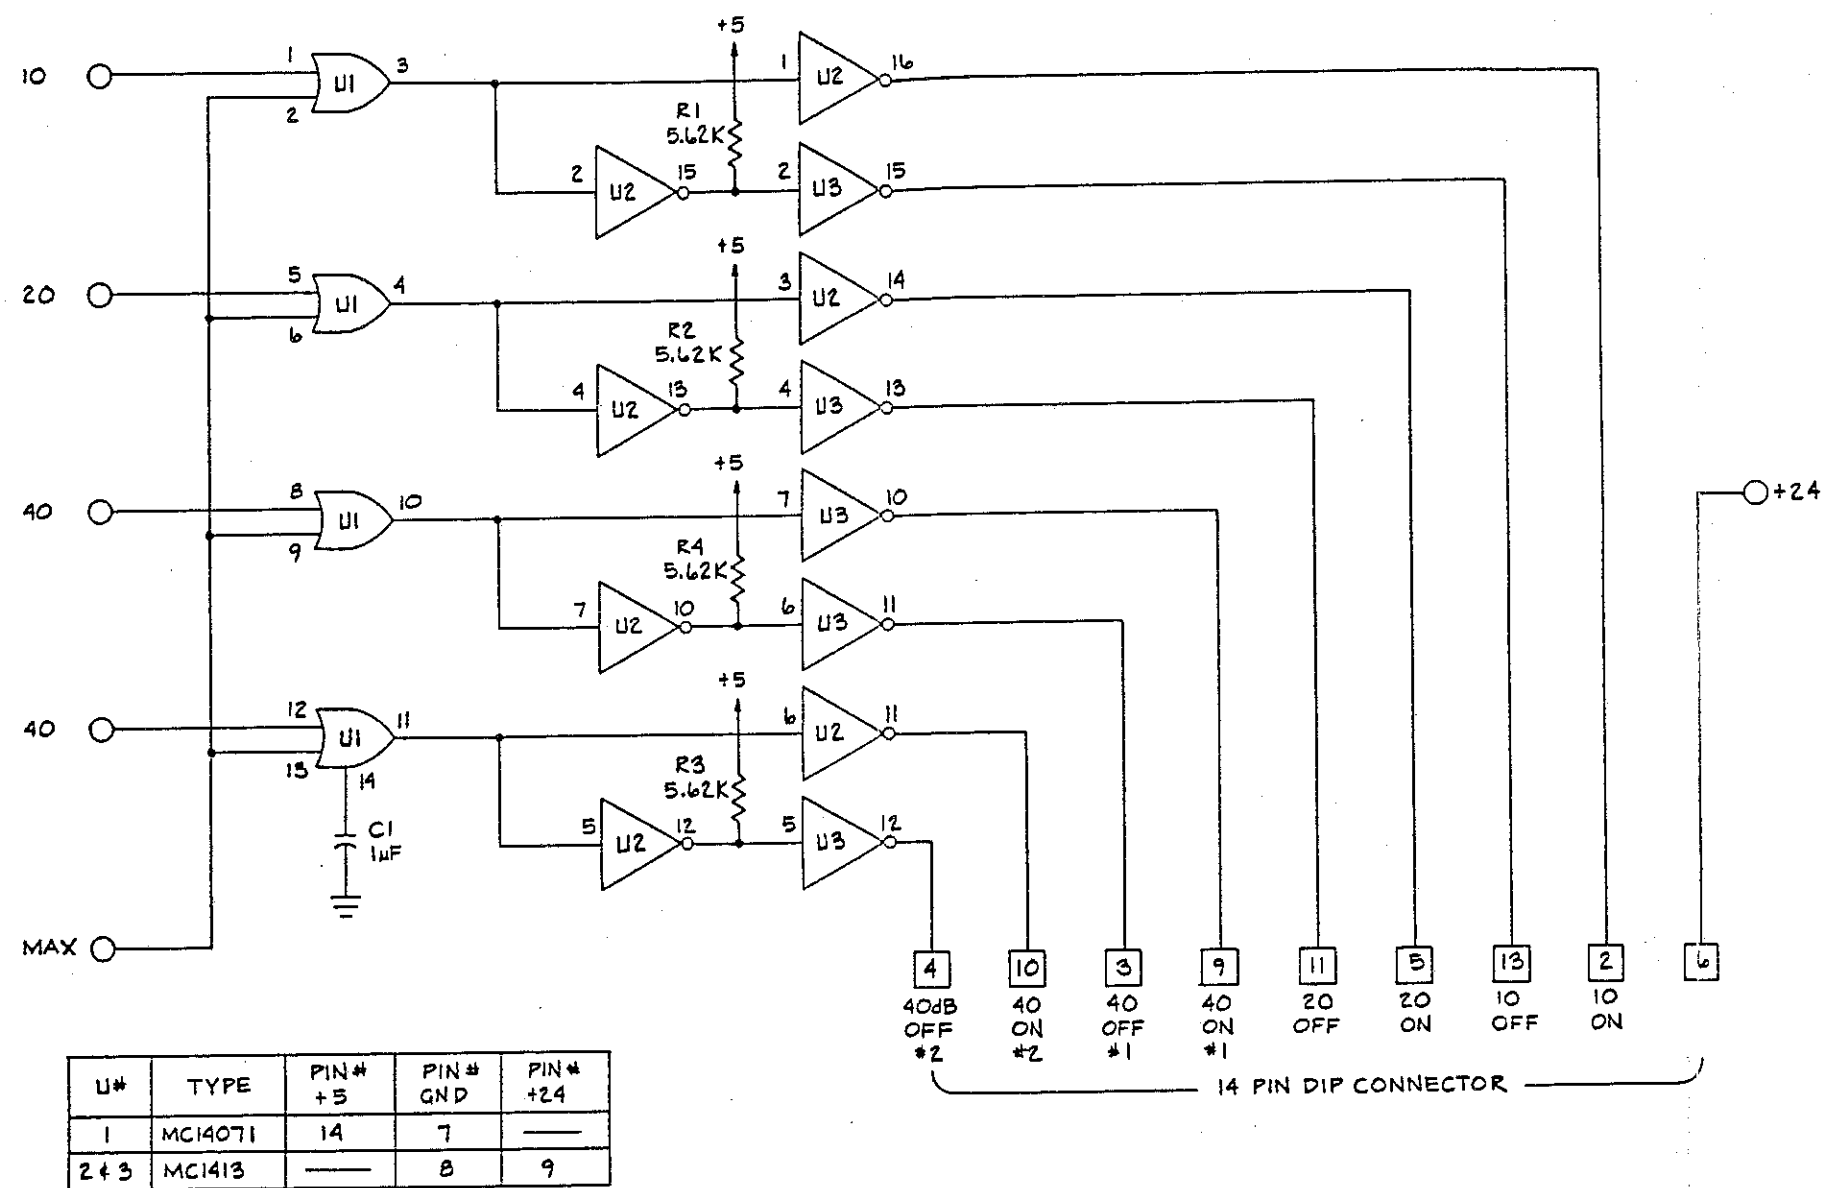 +5
10
1
U1
3
2
1
U2
16
R1
5.62K
2
U2
15
2
U3
15
+5
20
5
U1
4
6
3
U2
14
R2
5.62K
4
U2
13
4
U3
13
+5
40
8
U1
10
9
7
U3
10
+24
R4
5.62K
7
U2
10
6
U3
11
+5
40
12
U1
11
13
14
6
U2
11
R3
5.62K
5
U2
12
5
U3
12
C1
1µF
MAX
4
10
3
9
11
5
13
2
6
40dB OFF #2
40 ON #2
40 OFF #1
40 ON #1
20 OFF
20 ON
10 OFF
10 ON
14 PIN DIP CONNECTOR
U# TYPE PIN# +5 PIN# GND PIN# +24
1 MC14071 14 7 —
2 & 3 MC1413 — 8 9